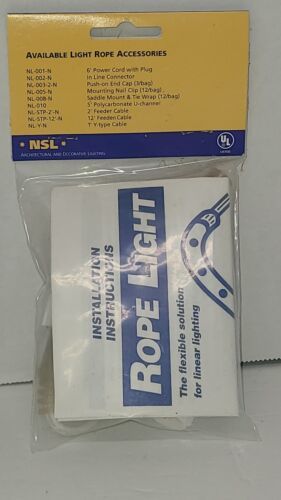 AVAILABLE LIGHT ROPE ACCESSORIES
NL-001-N 6' Power Cord with Plug
NL-002-N In Line Connector
NL-003-2-N Push-on End Cap (3/bag)
NL-005-N Mounting Nail Clip (12/bag)
NL-008-N Saddle Mount & Tie Wrap (12/bag)
NL-010 5' Polycarbonate U-channel
NL-STP-2'-N 2' Feeder Cable
NL-STP-12'-N 12' Feeder Cable
NL-Y-N 1' Y-type Cable
NSL
ARCHITECTURAL AND DECORATIVE LIGHTING
UL
LISTED
INSTALLATION
INSTRUCTIONS
ROPE LIGHT
The flexible solution
for linear lighting